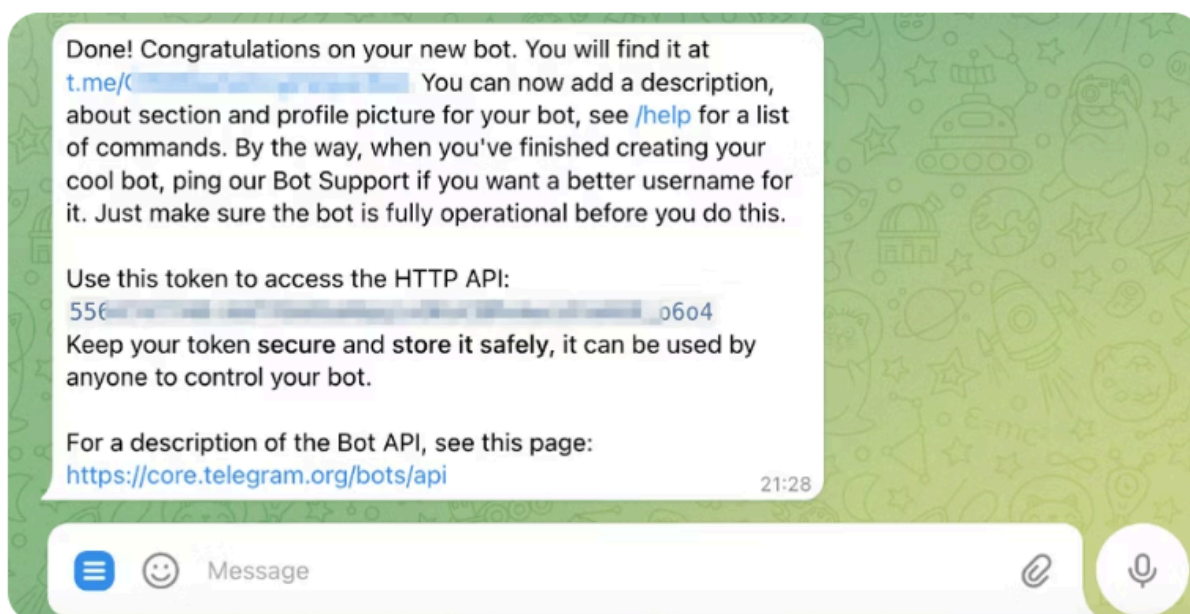 Done! Congratulations on your new bot. You will find it at
t.me/ You can now add a description,
about section and profile picture for your bot, see /help for a list
of commands. By the way, when you've finished creating your
cool bot, ping our Bot Support if you want a better username for
it. Just make sure the bot is fully operational before you do this.
Use this token to access the HTTP API:
Keep your token secure and store it safely, it can be used by
anyone to control your bot.
For a description of the Bot API, see this page:
https://core.telegram.org/bots/api
21:28
Message